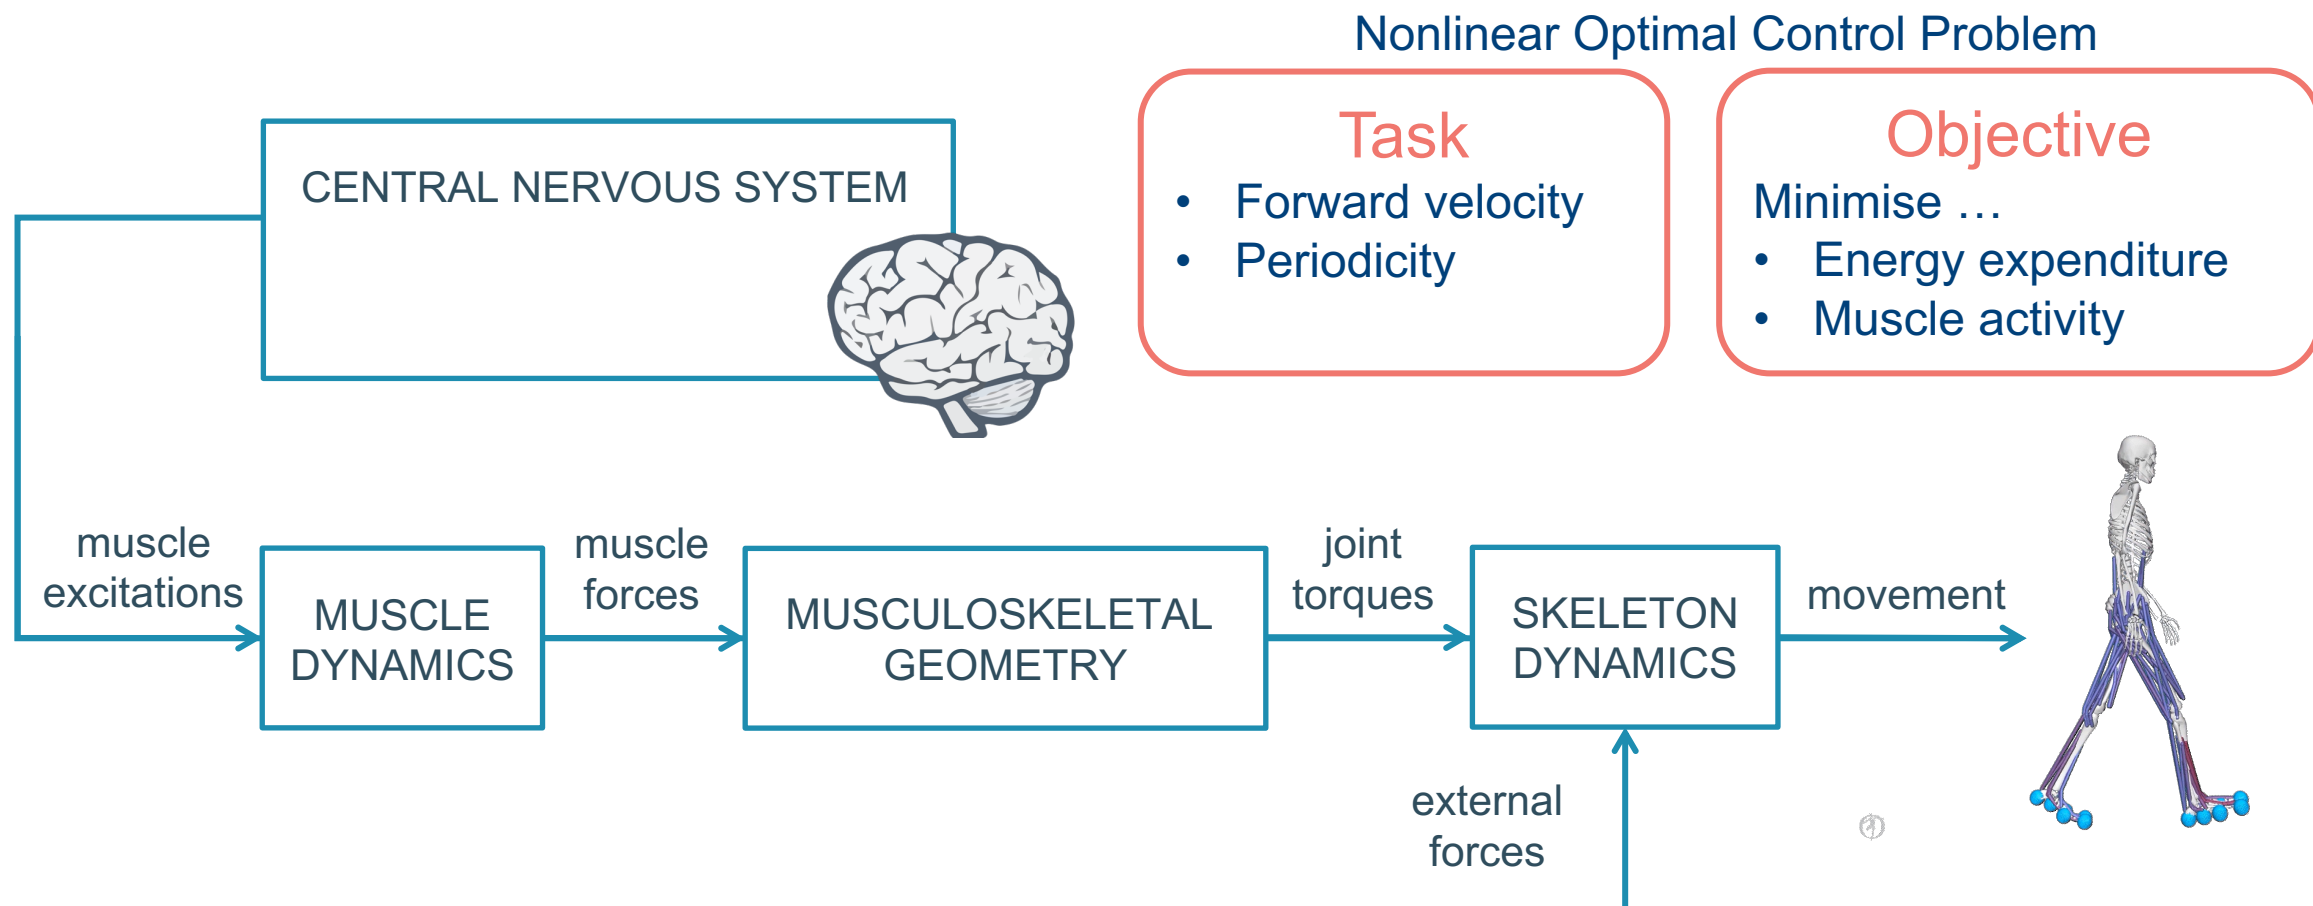 Nonlinear Optimal Control Problem
CENTRAL NERVOUS SYSTEM
Task
• Forward velocity
• Periodicity
Objective
Minimise …
• Energy expenditure
• Muscle activity
muscle
excitations
MUSCLE
DYNAMICS
muscle
forces
MUSCULOSKELETAL
GEOMETRY
joint
torques
SKELETON
DYNAMICS
movement
external
forces